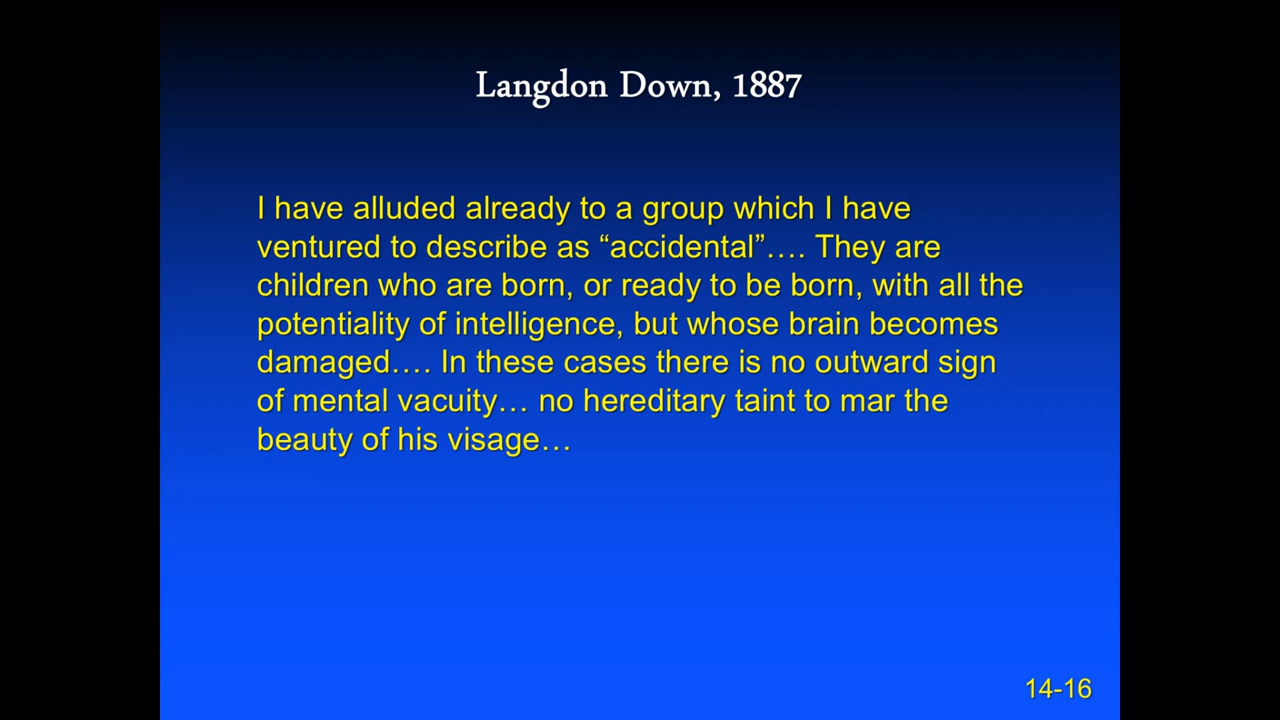 Langdon Down, 1887
I have alluded already to a group which I have
ventured to describe as “accidental”…. They are
children who are born, or ready to be born, with all the
potentiality of intelligence, but whose brain becomes
damaged…. In these cases there is no outward sign
of mental vacuity… no hereditary taint to mar the
beauty of his visage…
14-16